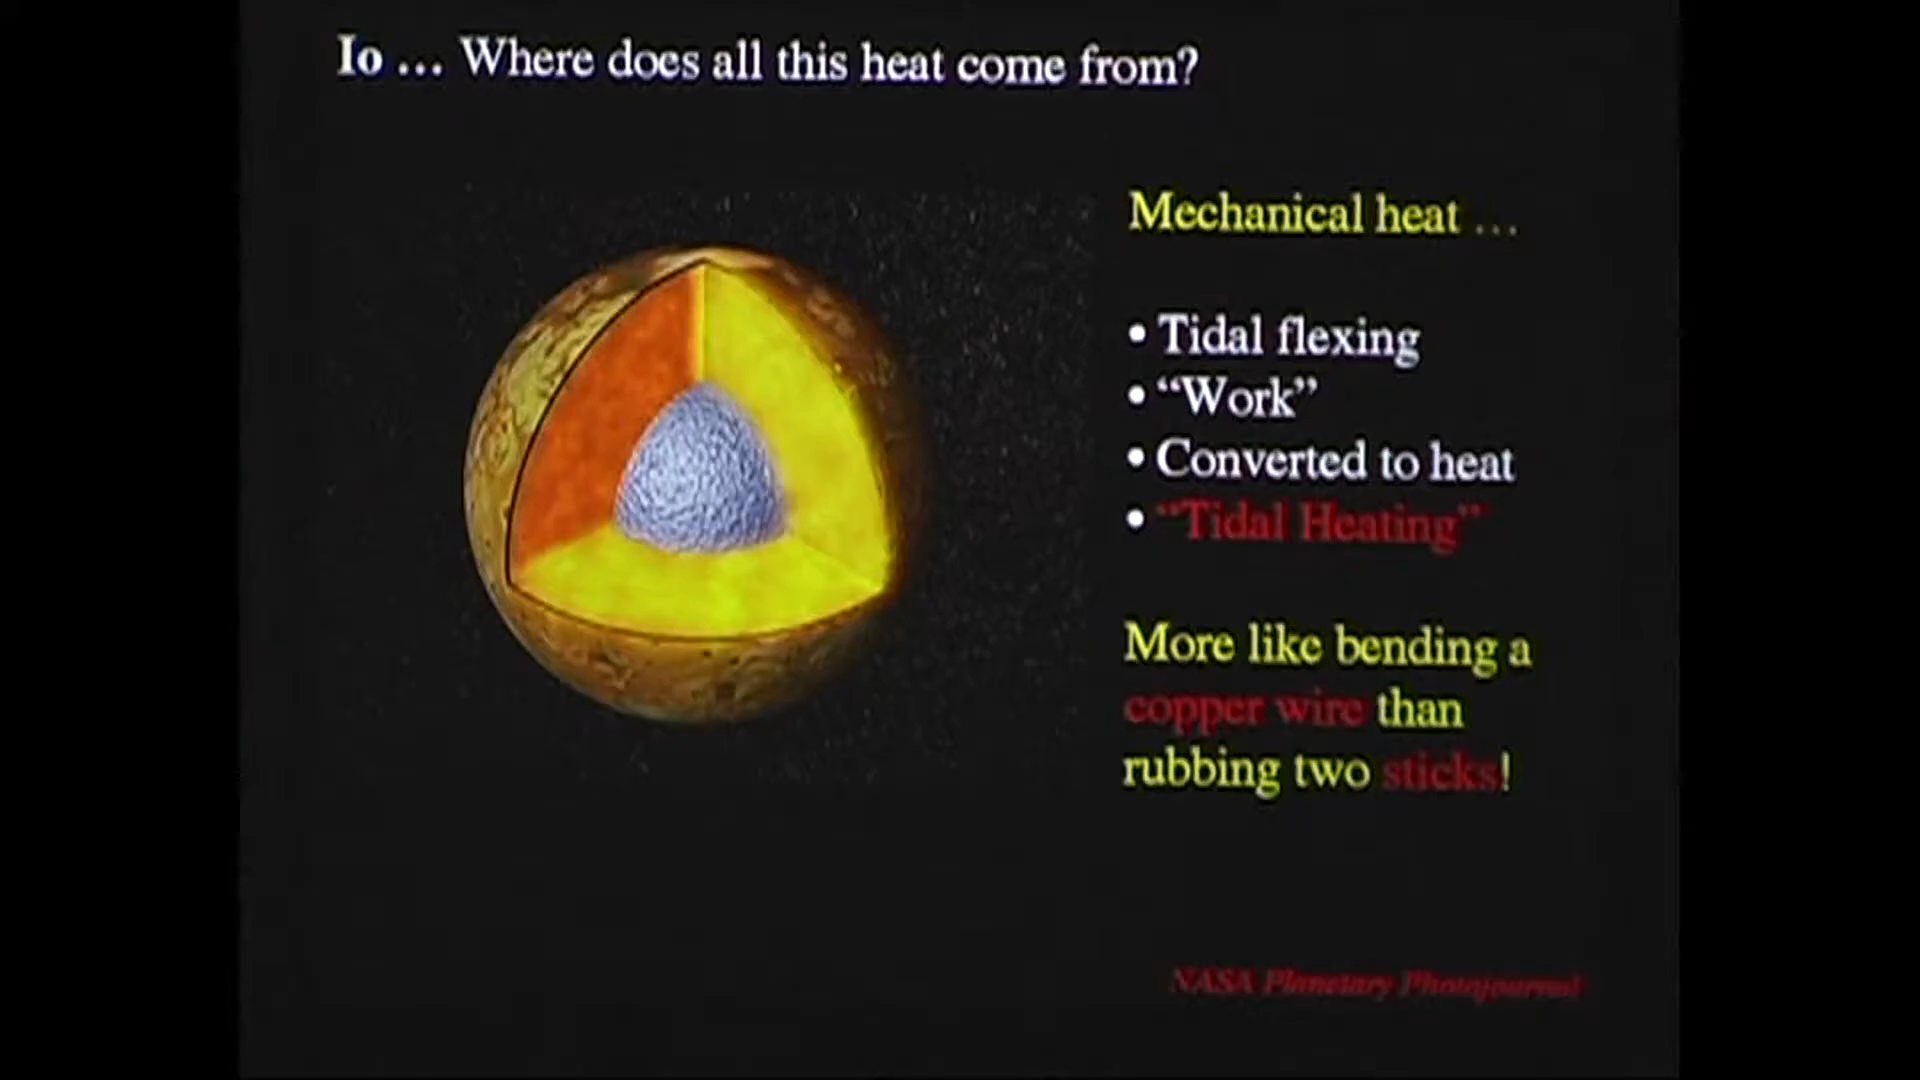 Io ... Where does all this heat come from?
Mechanical heat ...
• Tidal flexing
• “Work”
• Converted to heat
• “Tidal Heating”
More like bending a
copper wire than
rubbing two sticks!
NASA Planetary Photojournal